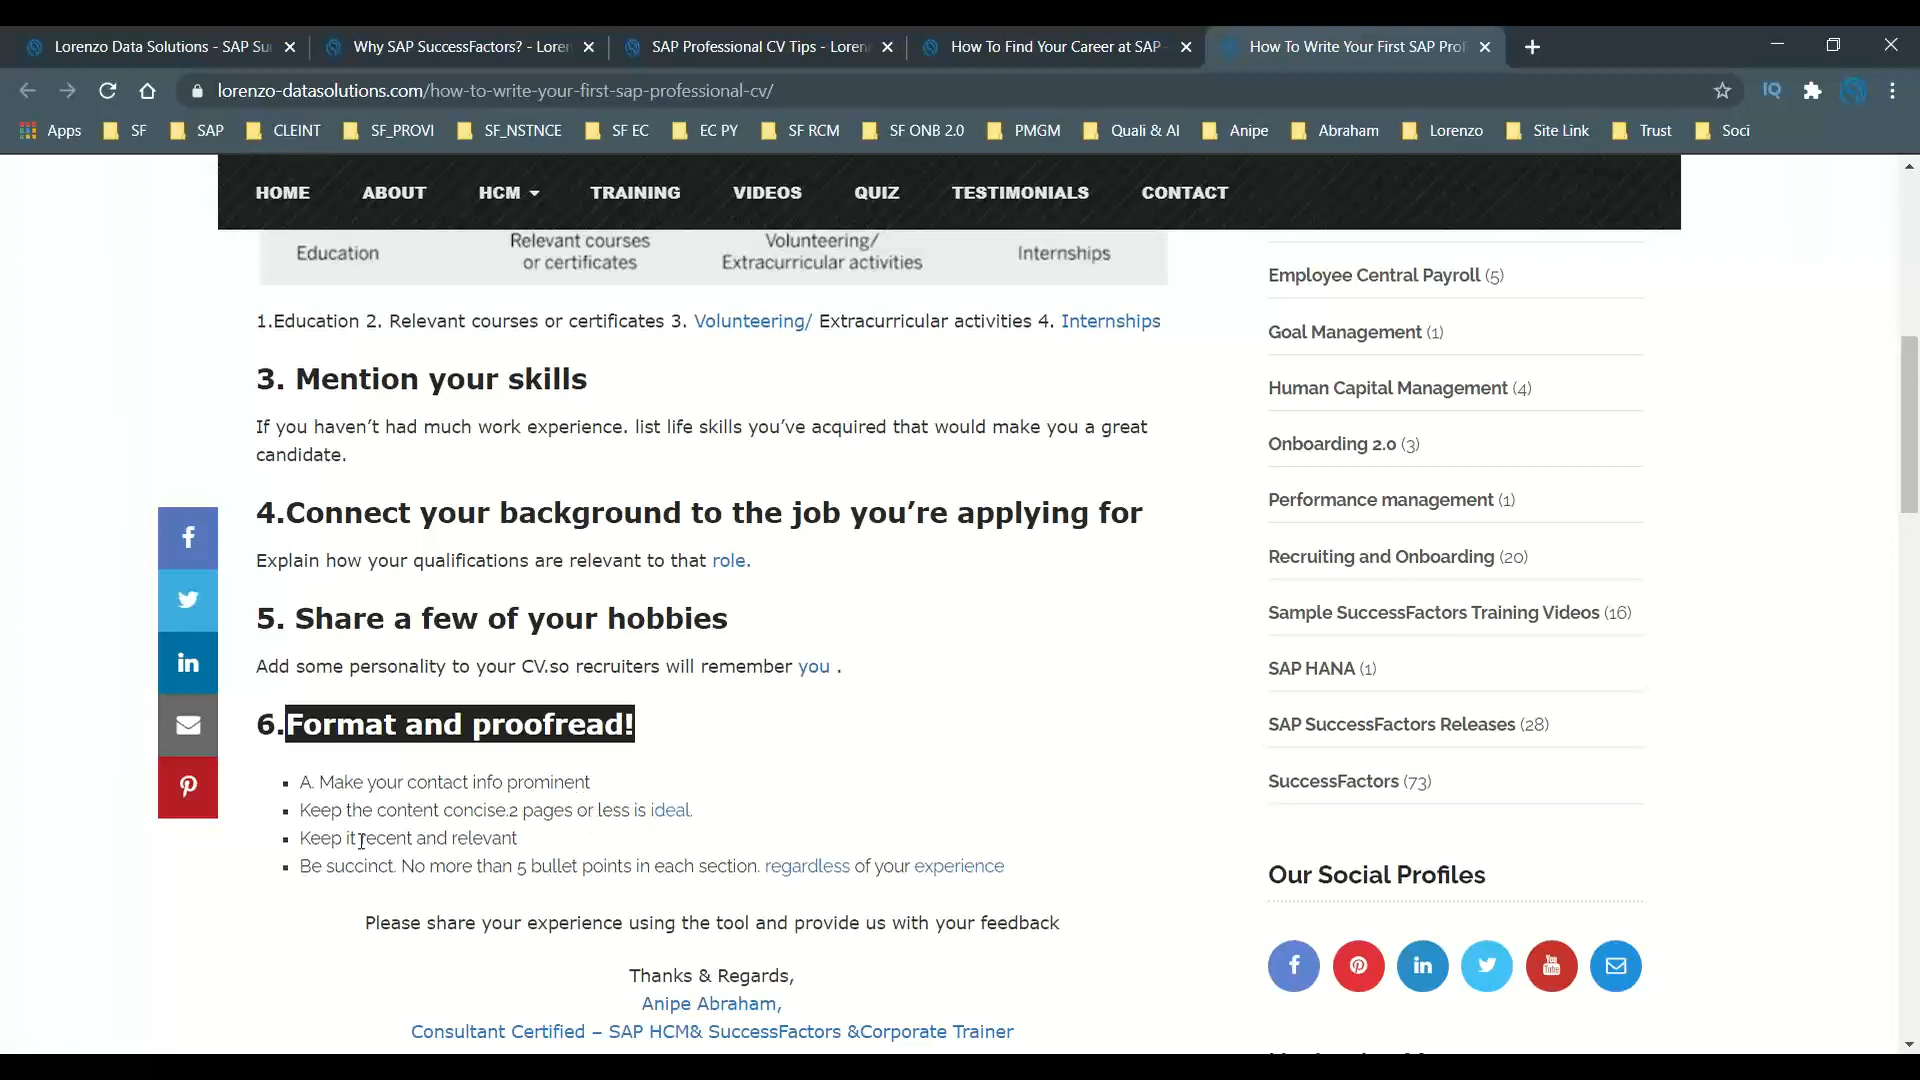 Lorenzo Data Solutions - SAP Su
Why SAP SuccessFactors? - Loren
SAP Professional CV Tips - Loren
How To Find Your Career at SAP -
How To Write Your First SAP Prof
lorenzo-datasolutions.com/how-to-write-your-first-sap-professional-cv/
IQ
Apps
SF
SAP
CLEINT
SF_PROVI
SF_NSTNCE
SF EC
EC PY
SF RCM
SF ONB 2.0
PMGM
Quali & AI
Anipe
Abraham
Lorenzo
Site Link
Trust
Soci
HOME
ABOUT
HCM
TRAINING
VIDEOS
QUIZ
TESTIMONIALS
CONTACT
Education
Relevant courses
or certificates
Volunteering/
Extracurricular activities
Internships
1.Education 2. Relevant courses or certificates 3. Volunteering/ Extracurricular activities 4. Internships
3. Mention your skills
If you haven’t had much work experience. list life skills you’ve acquired that would make you a great
candidate.
4.Connect your background to the job you’re applying for
Explain how your qualifications are relevant to that role.
5. Share a few of your hobbies
Add some personality to your CV.so recruiters will remember you .
6.Format and proofread!
A. Make your contact info prominent
Keep the content concise.2 pages or less is ideal.
Keep it recent and relevant
Be succinct. No more than 5 bullet points in each section. regardless of your experience
Please share your experience using the tool and provide us with your feedback
Thanks & Regards,
Anipe Abraham,
Consultant Certified – SAP HCM& SuccessFactors &Corporate Trainer
Employee Central Payroll (5)
Goal Management (1)
Human Capital Management (4)
Onboarding 2.0 (3)
Performance management (1)
Recruiting and Onboarding (20)
Sample SuccessFactors Training Videos (16)
SAP HANA (1)
SAP SuccessFactors Releases (28)
SuccessFactors (73)
Our Social Profiles
You
Tube